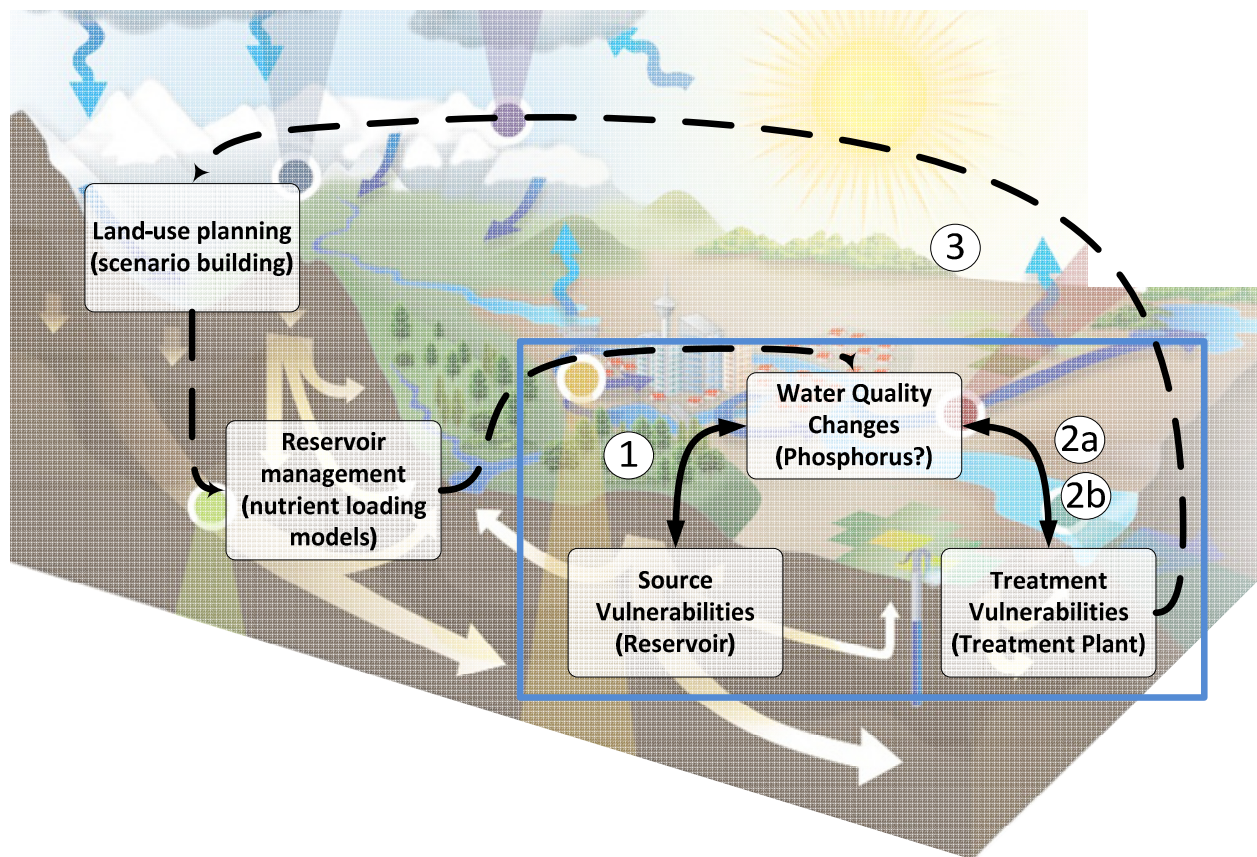 Land-use planning
(scenario building)
3
Water Quality
Changes
(Phosphorus?)
1
2a
2b
Reservoir
management
(nutrient loading
models)
Source
Vulnerabilities
(Reservoir)
Treatment
Vulnerabilities
(Treatment Plant)